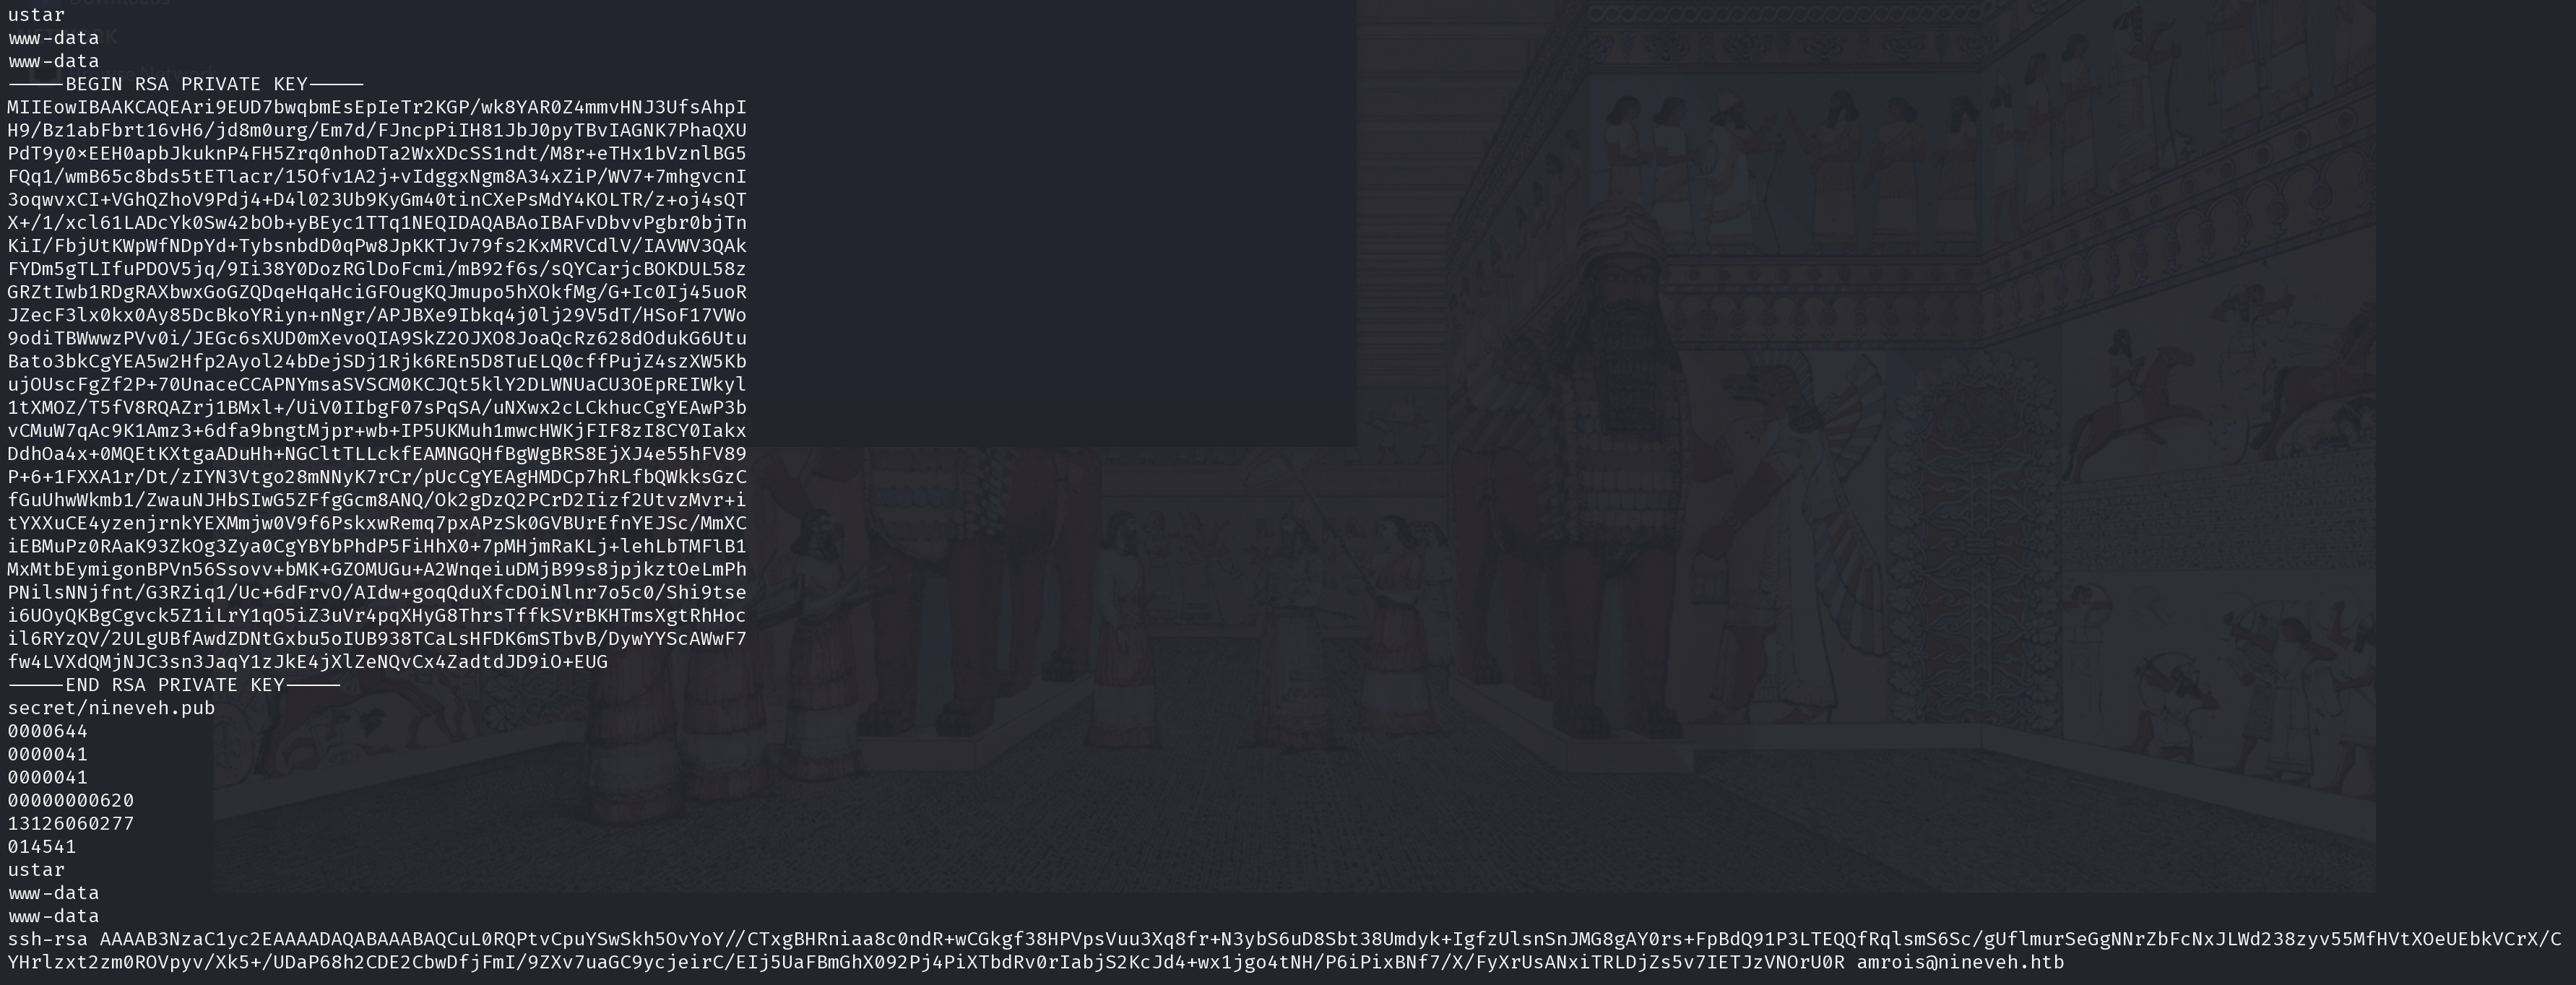 ustar
www-data
www-data
-----BEGIN RSA PRIVATE KEY-----
MIIEowIBAAKCAQEAri9EUD7bwqbmEsEpIeTr2KGP/wk8YAR0Z4mmvHNJ3UfsAhpI
H9/Bz1abFbrt16vH6/jd8m0urg/Em7d/FJncpPiIH81JbJ0pyTBvIAGNK7PhaQXU
PdT9y0xEEH0apbJkuknP4FH5Zrq0nhoDTa2WxXDcSS1ndt/M8r+eTHx1bVznlBG5
FQq1/wmB65c8bds5tETlacr/15Ofv1A2j+vIdggxNgm8A34xZiP/WV7+7mhgvcnI
3oqwvxCI+VGhQZhoV9Pdj4+D4l023Ub9KyGm40tinCXePsMdY4KOLTR/z+oj4sQT
X+/1/xcl61LADcYk0Sw42bOb+yBEyc1TTq1NEQIDAQABAoIBAFvDbvvPgbr0bjTn
KiI/FbjUtKWpWfNDpYd+TybsnbdD0qPw8JpKKTJv79fs2KxMRVCdlV/IAVWV3QAk
FYDm5gTLIfuPDOV5jq/9Ii38Y0DozRGlDoFcmi/mB92f6s/sQYCarjcBOKDUL58z
GRZtIwb1RDgRAXbwxGoGZQDqeHqaHciGFOugKQJmupo5hXOkfMg/G+Ic0Ij45uoR
JZecF3lx0kx0Ay85DcBkoYRiyn+nNgr/APJBXe9Ibkq4j0lj29V5dT/HSoF17VWo
9odiTBWwwzPVv0i/JEGc6sXUD0mXevoQIA9SkZ2OJXO8JoaQcRz628dOdukG6Utu
Bato3bkCgYEA5w2Hfp2Ayol24bDejSDj1Rjk6REn5D8TuELQ0cffPujZ4szXW5Kb
ujOUscFgZf2P+70UnaceCCAPNYmsaSVSCM0KCJQt5klY2DLWNUaCU3OEpREIWkyl
1tXMOZ/T5fV8RQAZrj1BMxl+/UiV0IIbgF07sPqSA/uNXwx2cLCkhucCgYEAwP3b
vCMuW7qAc9K1Amz3+6dfa9bngtMjpr+wb+IP5UKMuh1mwcHWKjFIF8zI8CY0Iakx
DdhOa4x+0MQEtKXtgaADuHh+NGCltTLLckfEAMNGQHfBgWgBRS8EjXJ4e55hFV89
P+6+1FXXA1r/Dt/zIYN3Vtgo28mNNyK7rCr/pUcCgYEAgHMDCp7hRLfbQWkksGzC
fGuUhwWkmb1/ZwauNJHbSIwG5ZFfgGcm8ANQ/Ok2gDzQ2PCrD2Iizf2UtvzMvr+i
tYXXuCE4yzenjrnkYEXMmjw0V9f6PskxwRemq7pxAPzSk0GVBUrEfnYEJSc/MmXC
iEBMuPz0RAaK93ZkOg3Zya0CgYBYbPhdP5FiHhX0+7pMHjmRaKLj+lehLbTMFlB1
MxMtbEymigonBPVn56Ssovv+bMK+GZOMUGu+A2WnqeiuDMjB99s8jpjkztOeLmPh
PNilsNNjfnt/G3RZiq1/Uc+6dFrvO/AIdw+goqQduXfcDOiNlnr7o5c0/Shi9tse
i6UOyQKBgCgvck5Z1iLrY1qO5iZ3uVr4pqXHyG8ThrsTffkSVrBKHTmsXgtRhHoc
il6RYzQV/2ULgUBfAwdZDNtGxbu5oIUB938TCaLsHFDK6mSTbvB/DywYYScAWwF7
fw4LVXdQMjNJC3sn3JaqY1zJkE4jXlZeNQvCx4ZadtdJD9iO+EUG
-----END RSA PRIVATE KEY-----
secret/nineveh.pub
0000644
0000041
0000041
00000000620
13126060277
014541
ustar
www-data
www-data
ssh-rsa AAAAB3NzaC1yc2EAAAADAQABAAABAQCuL0RQPtvCpuYSwSkh5OvYoY//CTxgBHRniaa8c0ndR+wCGkgf38HPVpsVuu3Xq8fr+N3ybS6uD8Sbt38Umdyk+IgfzUlsnSnJMG8gAY0rs+FpBdQ91P3LTEQQfRqlsmS6Sc/gUflmurSeGgNNrZbFcNxJLWd238zyv55MfHVtXOeUEbkVCrX/C
YHrlzxt2zm0ROVpyv/Xk5+/UDaP68h2CDE2CbwDfjFmI/9ZXv7uaGC9ycjeirC/EIj5UaFBmGhX092Pj4PiXTbdRv0rIabjS2KcJd4+wx1jgo4tNH/P6iPixBNf7/X/FyXrUsANxiTRLDjZs5v7IETJzVNOrU0R amrois@nineveh.htb